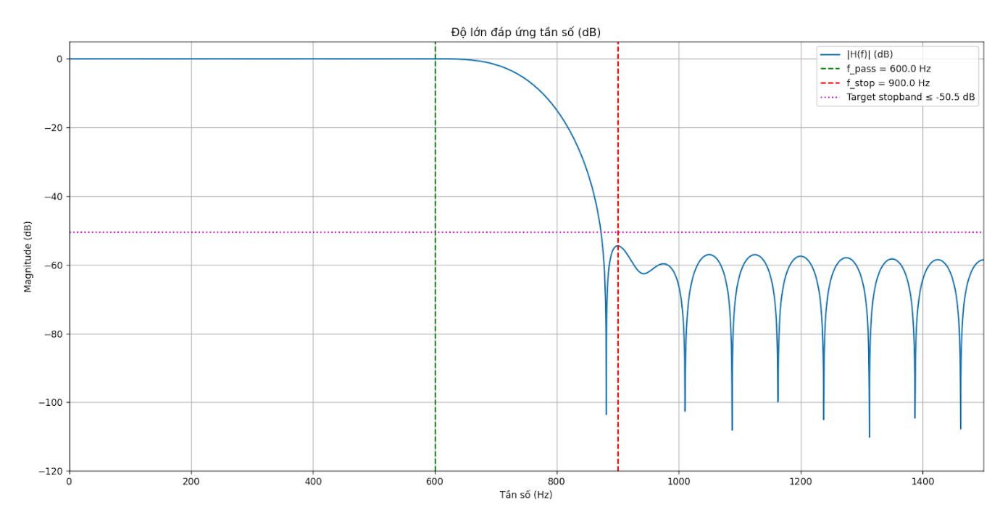 Độ lớn đáp ứng tần số (dB)
|H(f)| (dB)
f_pass = 600.0 Hz
f_stop = 900.0 Hz
Target stopband ≤ -50.5 dB
Magnitude (dB)
0
−20
−40
−60
−80
−100
−120
0 200 400 600 800 1000 1200 1400
Tần số (Hz)